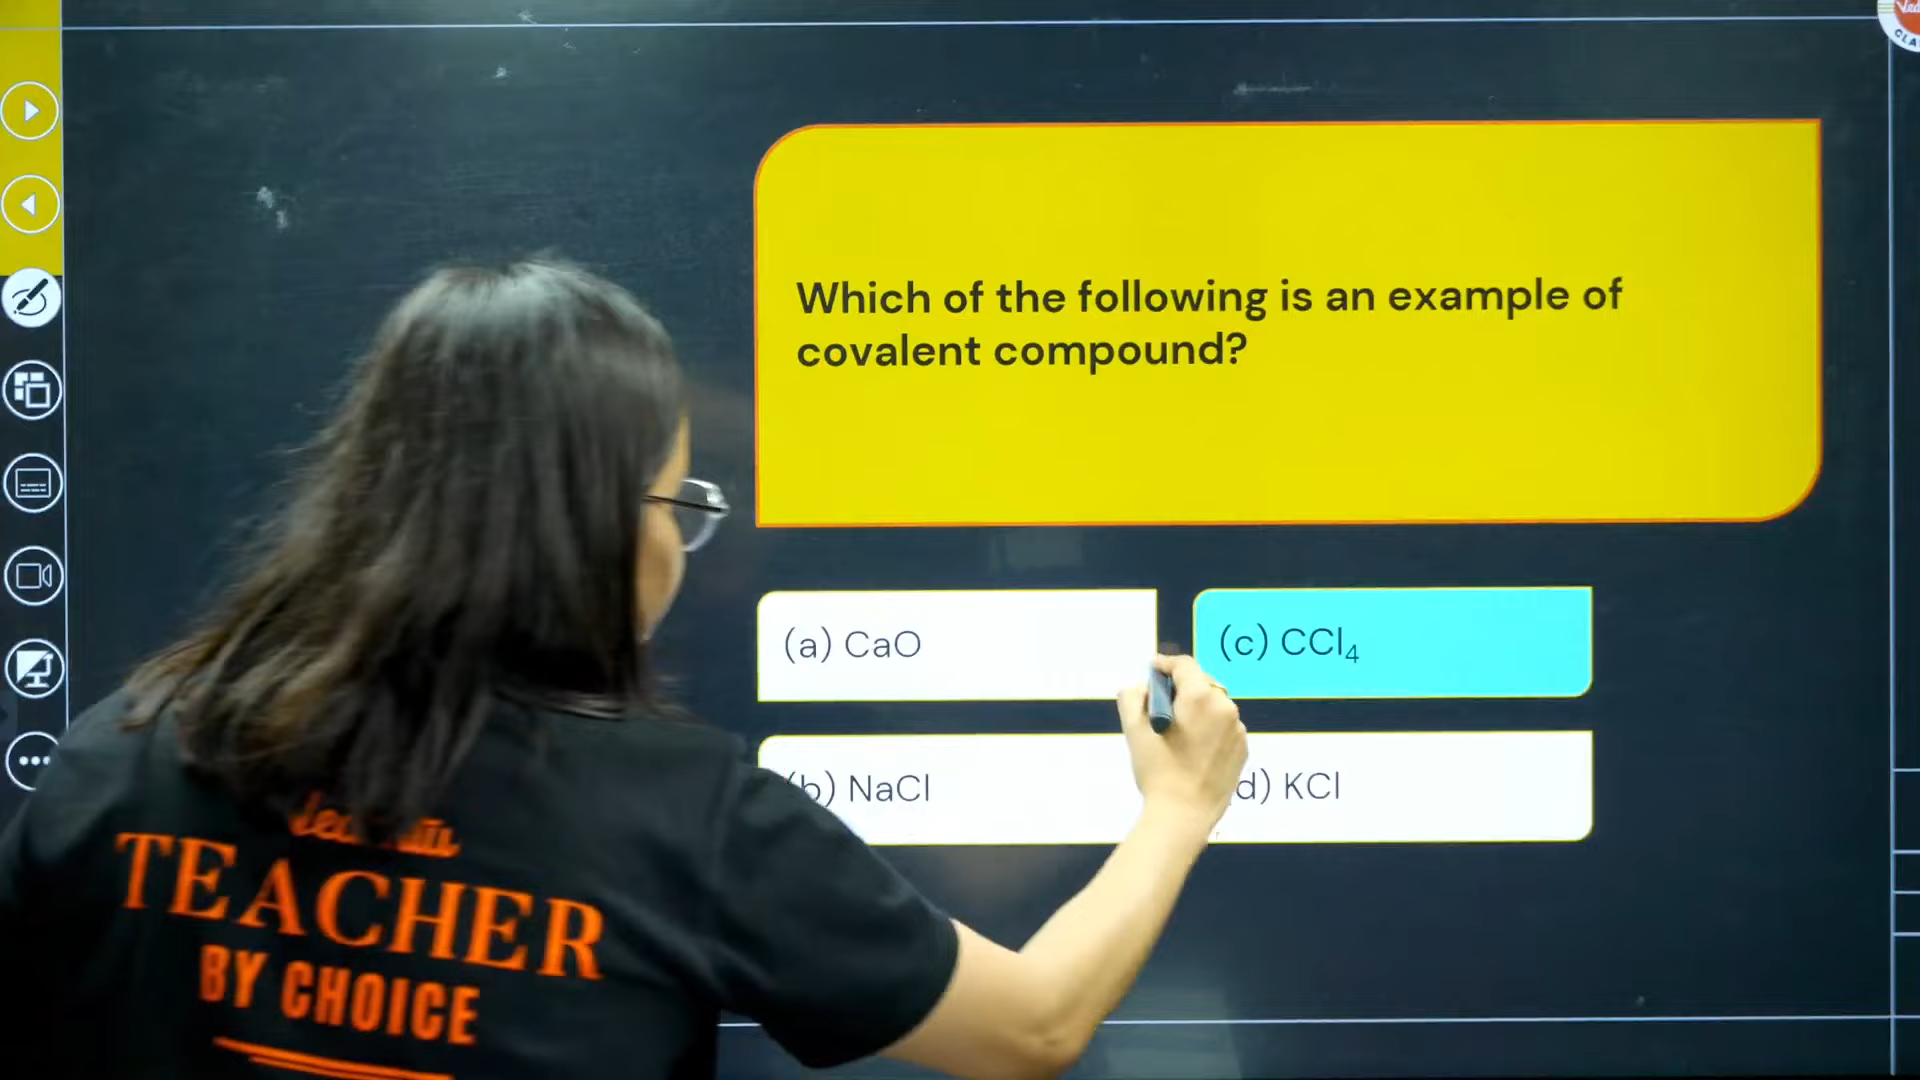 Which of the following is an example of
covalent compound?
(a) CaO
(c) CCl₄
(b) NaCl
(d) KCl
TEACHER
BY CHOICE